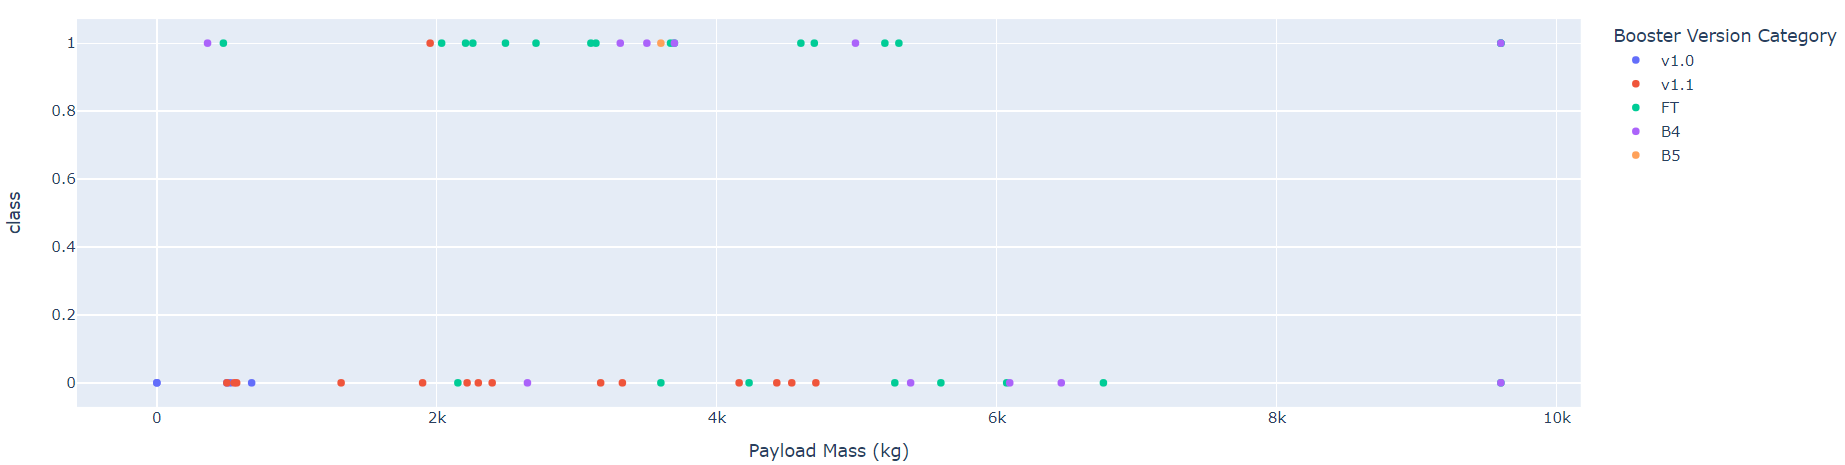 Booster Version Category
v1.0
v1.1
FT
B4
B5
1
0.8
0.6
0.4
0.2
0
class
0 2k 4k 6k 8k 10k
Payload Mass (kg)